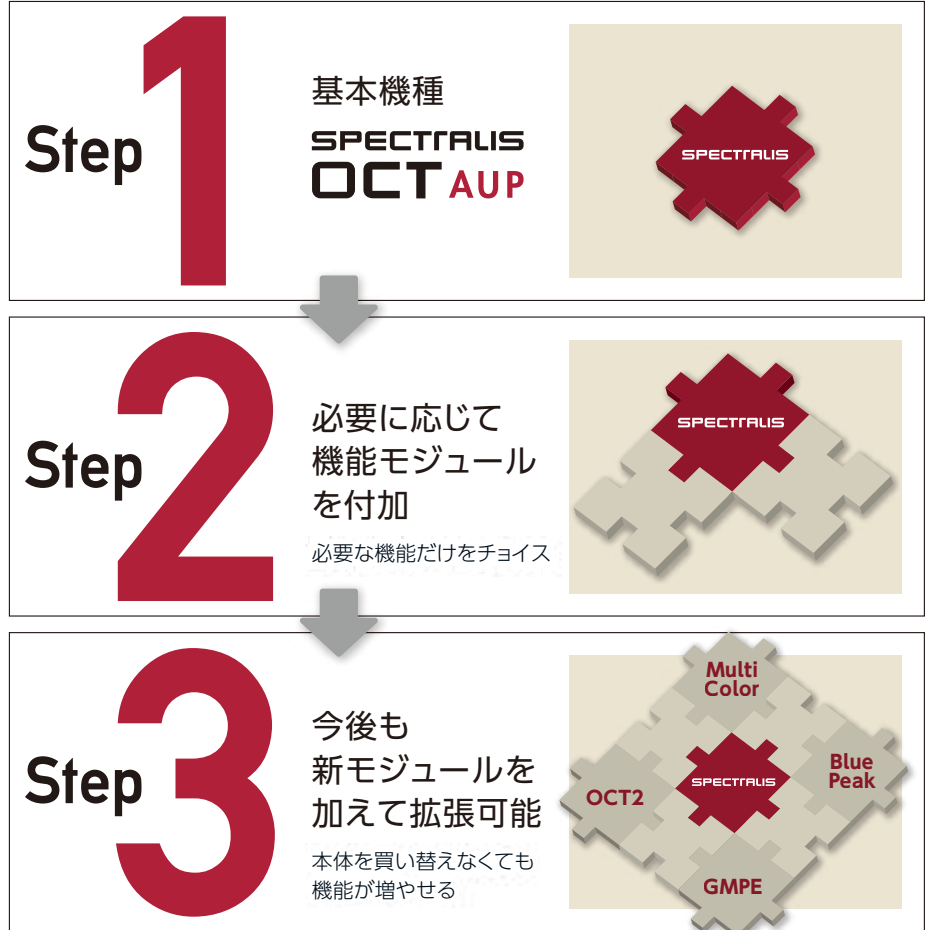 Step 1
基本機種
SPECTRALIS
OCT AUP
SPECTRALIS
Step 2
必要に応じて
機能モジュール
を付加
必要な機能だけをチョイス
SPECTRALIS
Step 3
今後も
新モジュールを
加えて拡張可能
本体を買い替えなくても
機能が増やせる
Multi
Color
OCT2
SPECTRALIS
Blue
Peak
GMPE